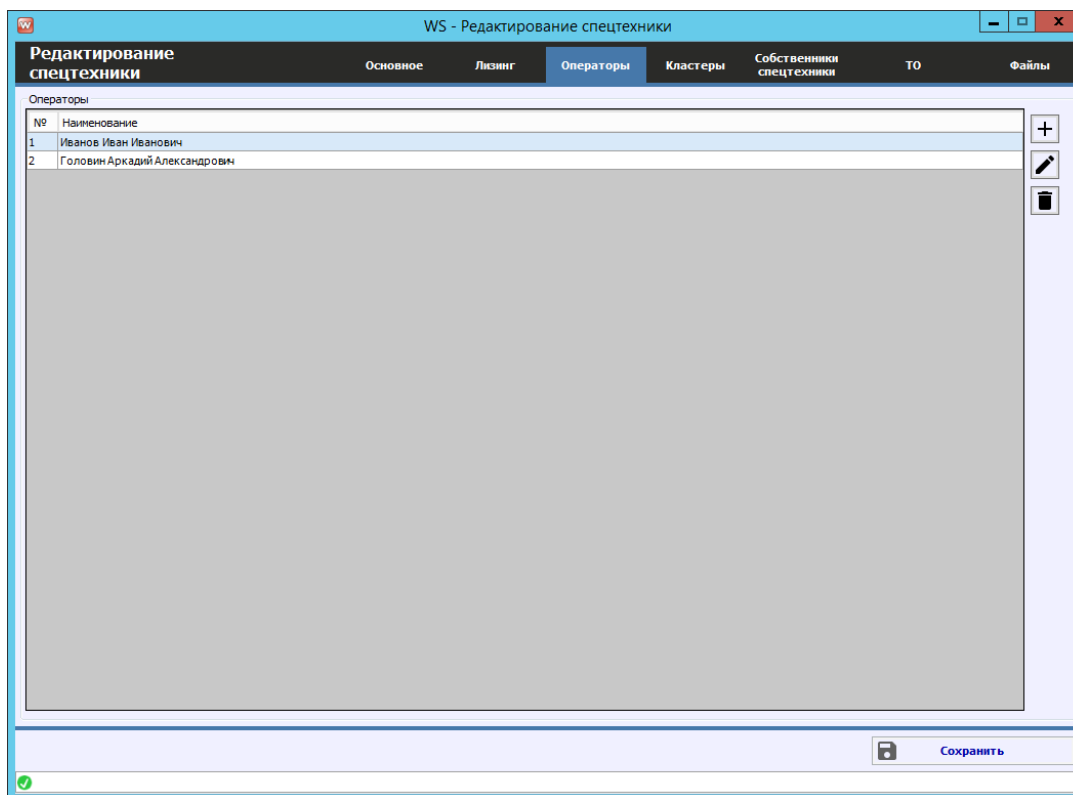 WS - Редактирование спецтехники
Редактирование
спецтехники
Основное
Лизинг
Операторы
Кластеры
Собственники
спецтехники
ТО
Файлы
Операторы
№ Наименование
1 Иванов Иван Иванович
2 Головин Аркадий Александрович
Сохранить